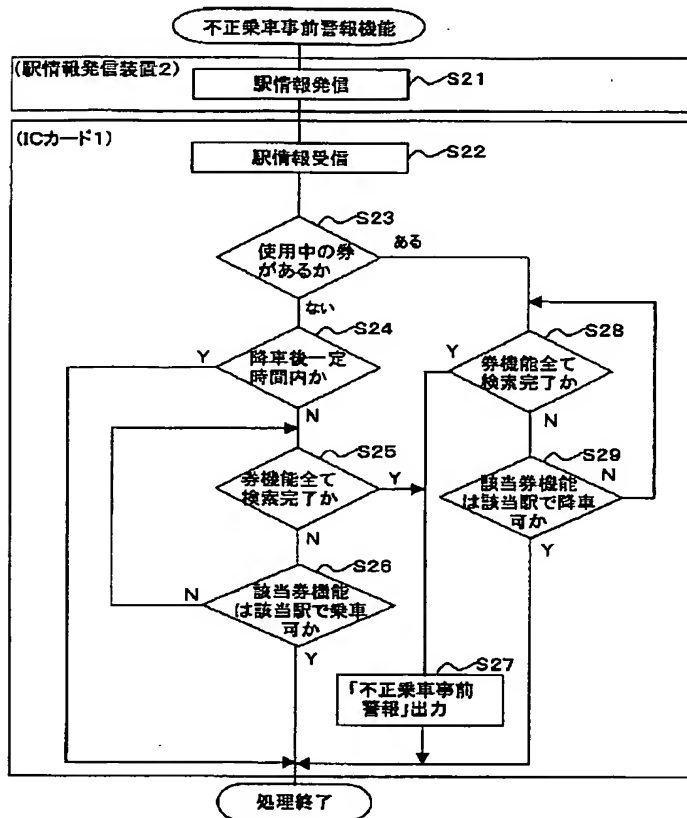 不正乗車事前警報機能
(駅情報発信装置2)
駅情報発信
S21
(ICカード1)
駅情報受信
S22
S23
使用中の券
があるか
ある
ない
S24
降車後一定
時間内か
Y
N
S25
券機能全て
検索完了か
Y
N
S26
該当券機能
は該当駅で乗車
可か
N
Y
S28
券機能全て
検索完了か
Y
N
S29
該当券機能
は該当駅で降車
可か
N
Y
S27
「不正乗車事前
警報」出力
処理終了